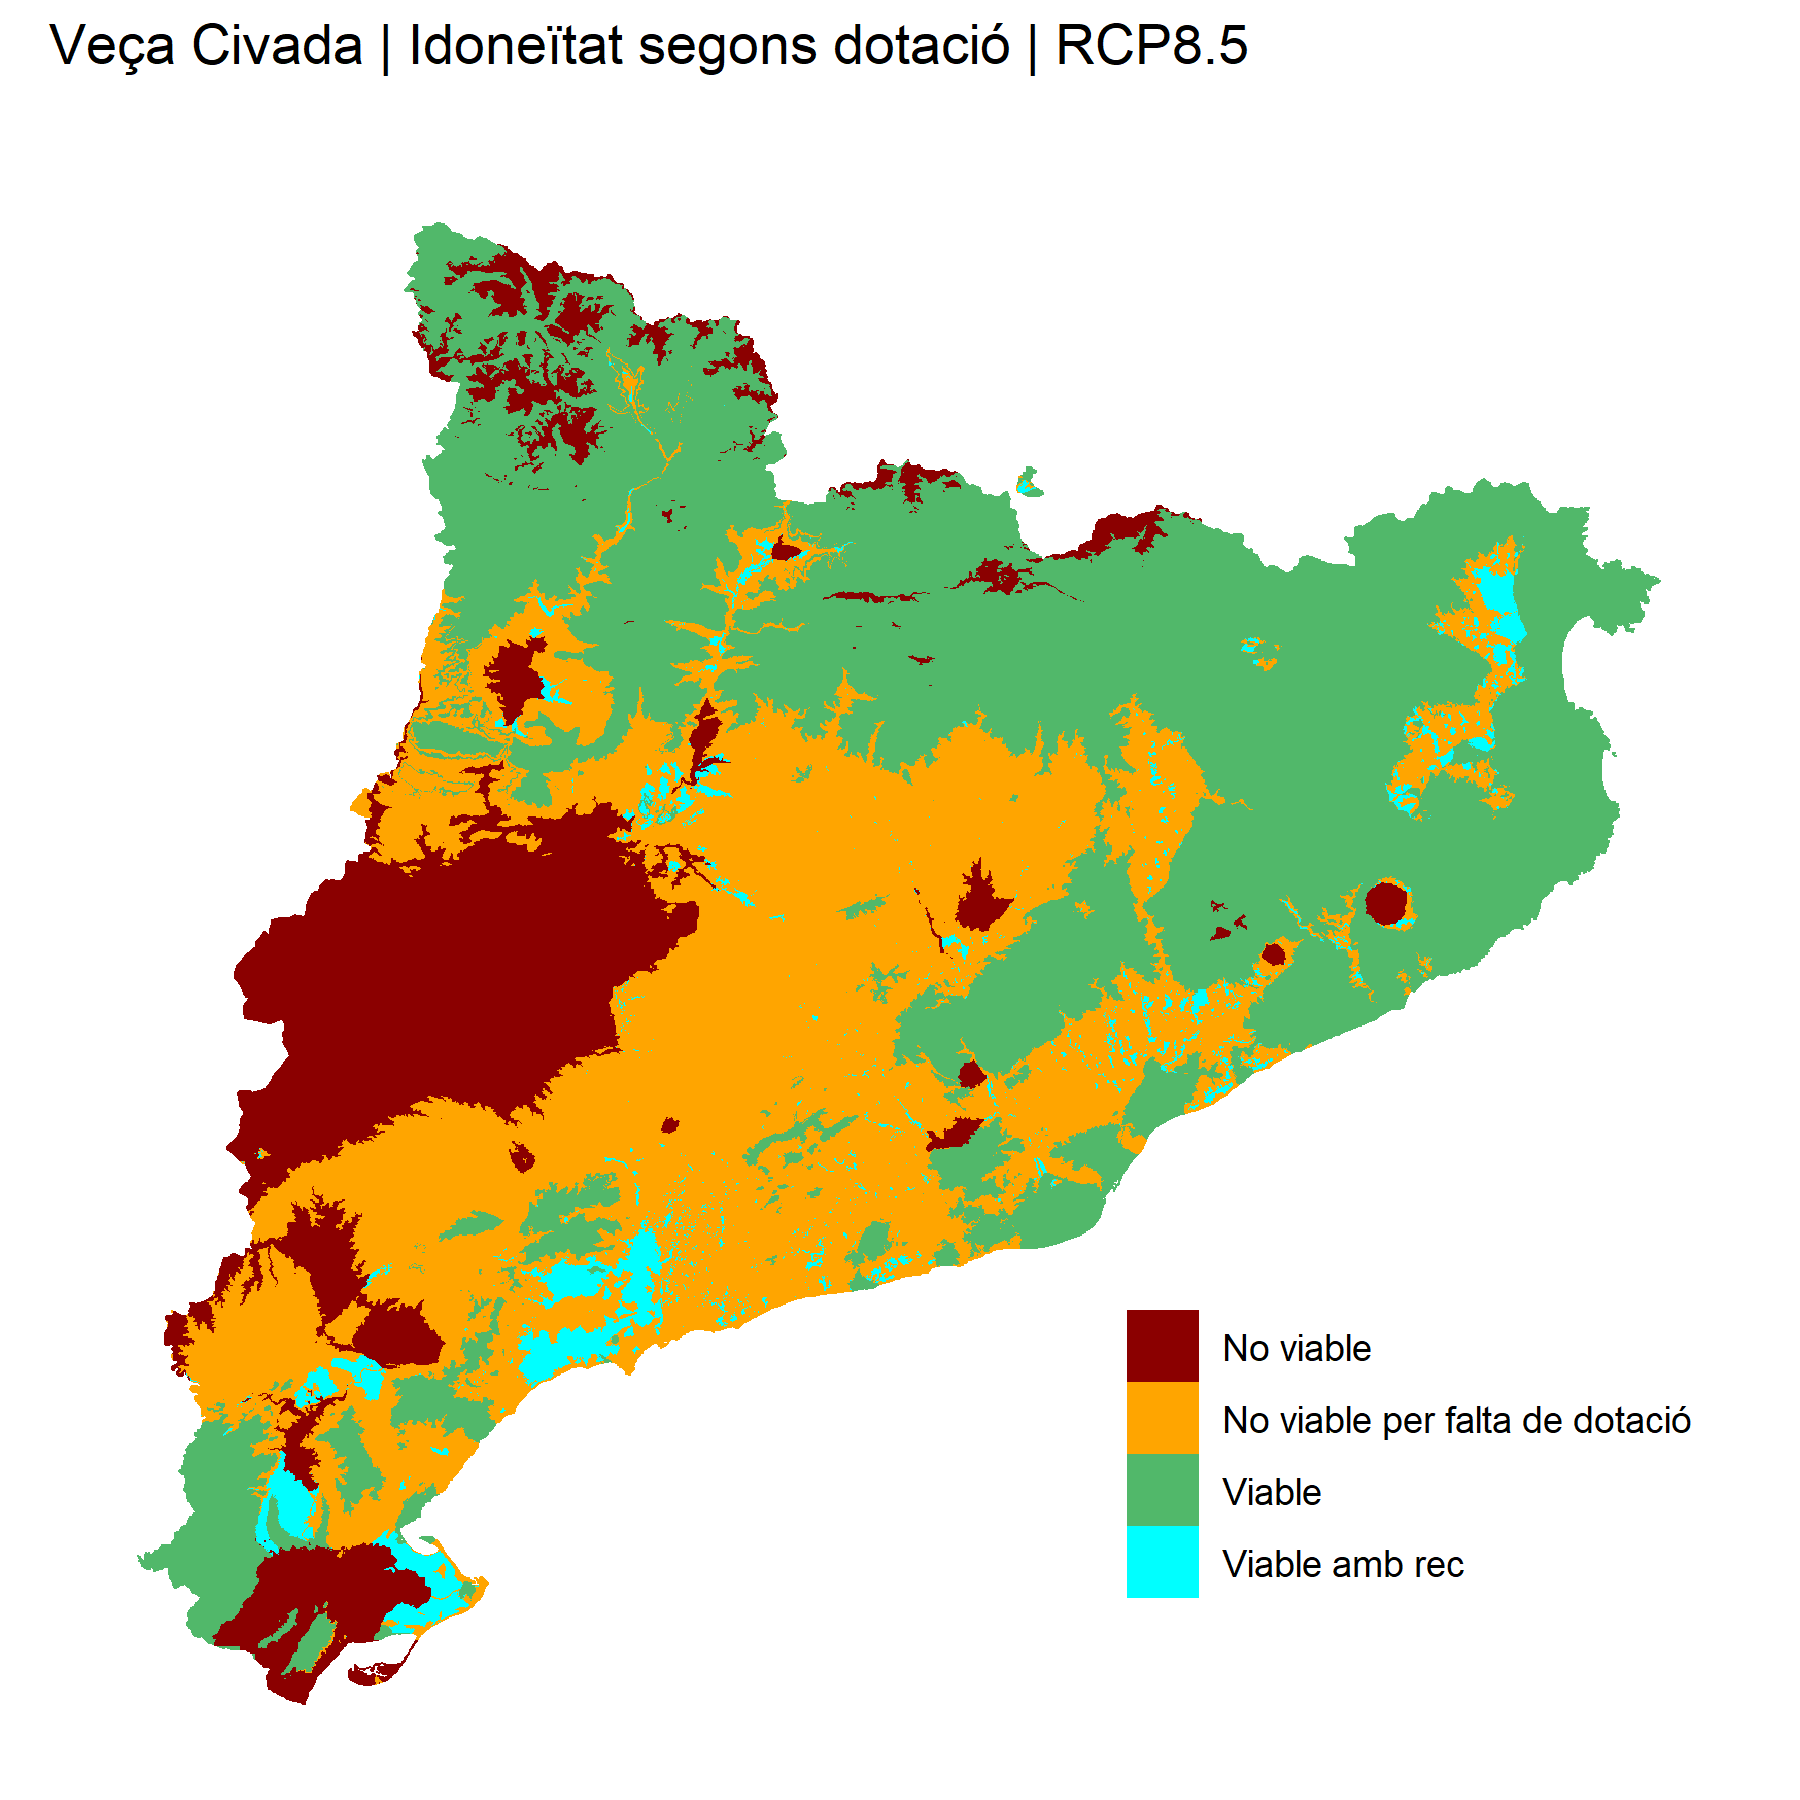 Veça Civada | Idoneïtat segons dotació | RCP8.5
No viable
No viable per falta de dotació
Viable
Viable amb rec